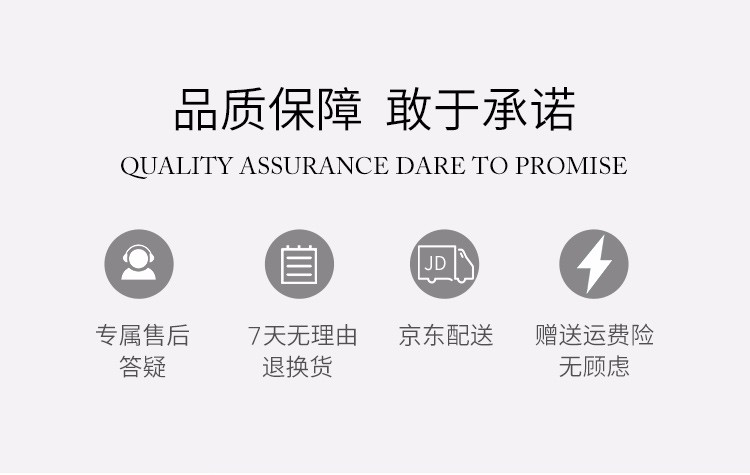 品质保障 敢于承诺
QUALITY ASSURANCE DARE TO PROMISE
JD
专属售后
答疑
7天无理由
退换货
京东配送
赠送运费险
无顾虑